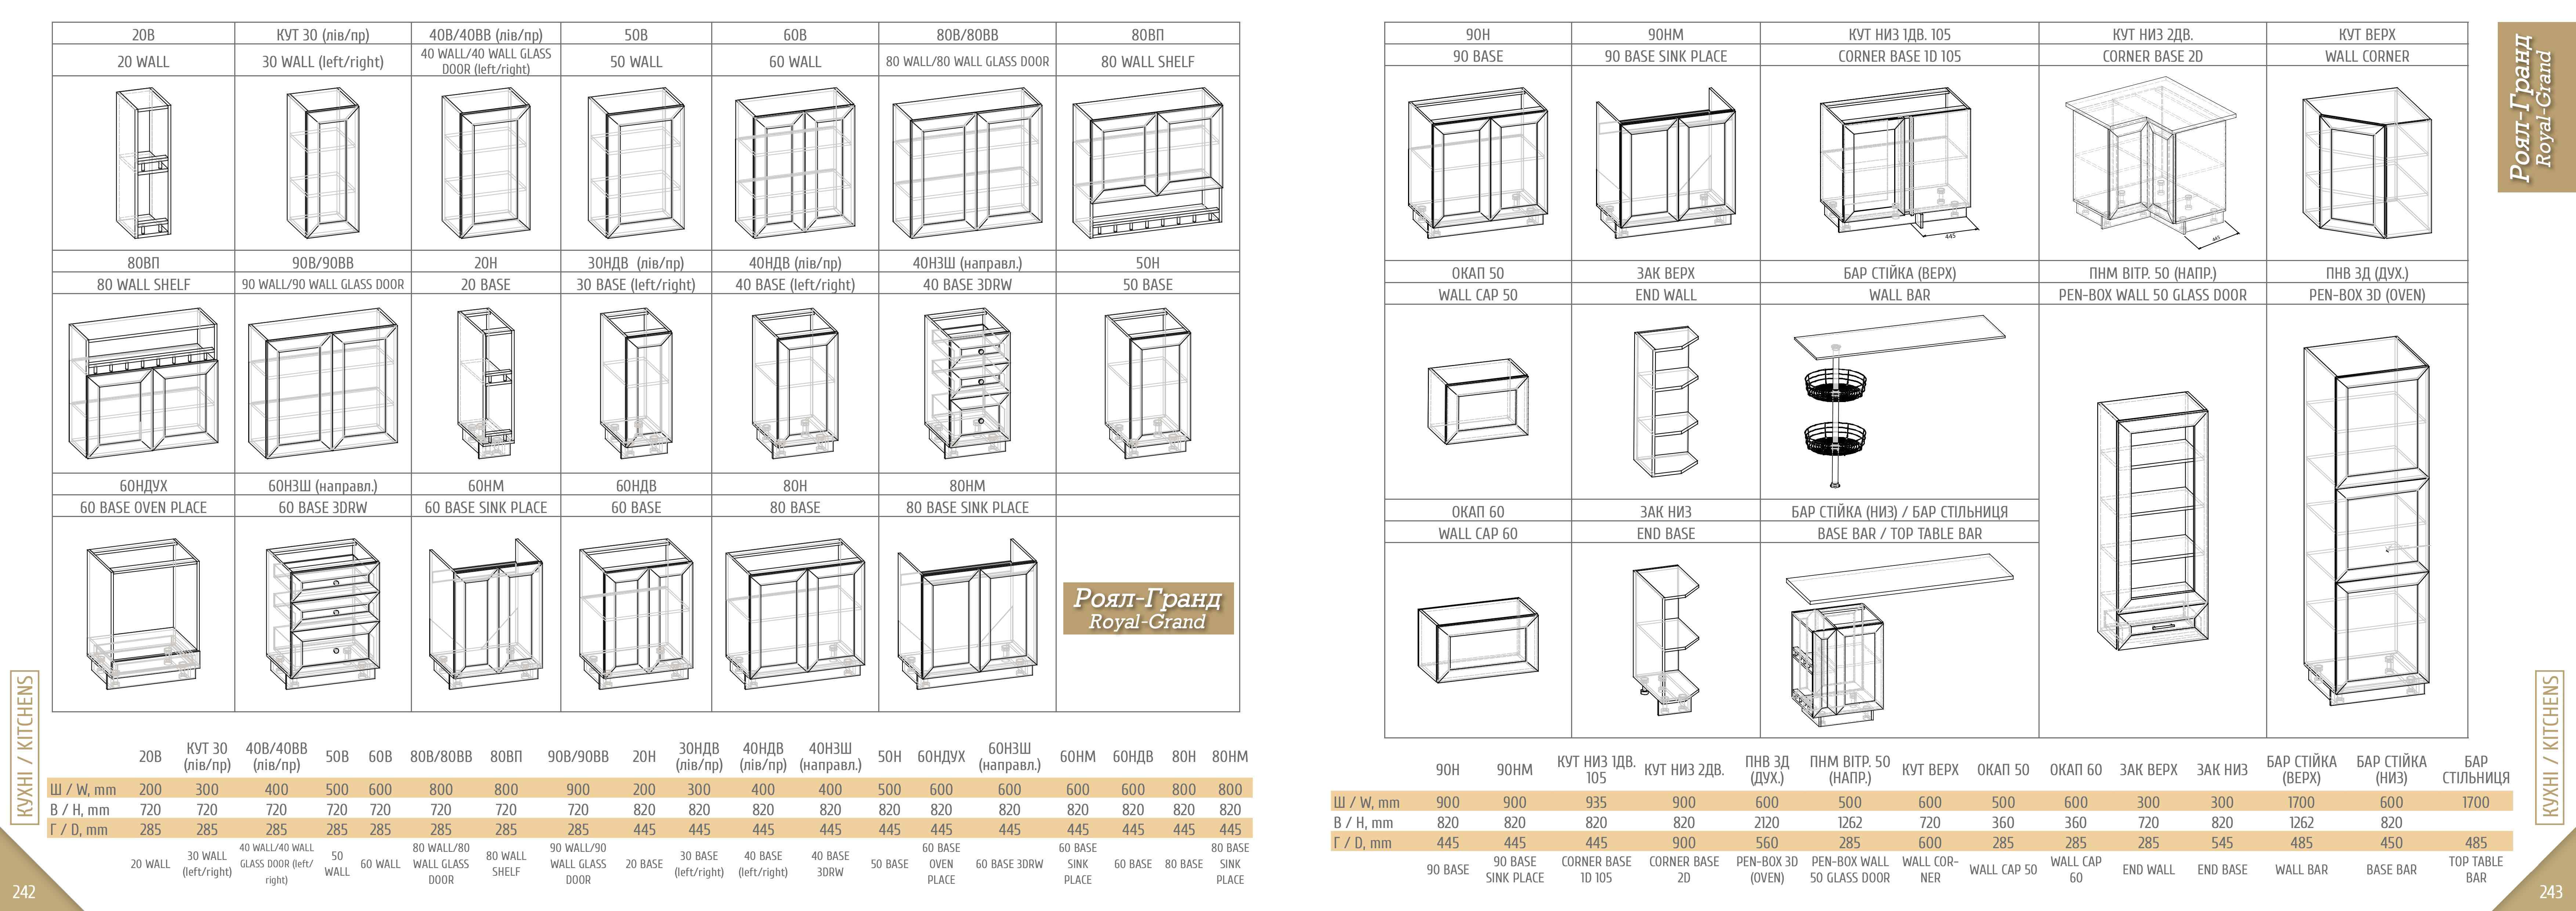 20В КУТ 30 (лів/пр) 40В/40ВВ (лів/пр) 50В 60В 80В/80ВВ 80ВП
20 WALL 30 WALL (left/right) 40 WALL/40 WALL GLASS DOOR (left/right) 50 WALL 60 WALL 80 WALL/80 WALL GLASS DOOR 80 WALL SHELF
80ВП 90В/90ВВ 20Н 30НДВ (лів/пр) 40НДВ (лів/пр) 40Н3Ш (направл.) 50Н
80 WALL SHELF 90 WALL/90 WALL GLASS DOOR 20 BASE 30 BASE (left/right) 40 BASE (left/right) 40 BASE 3DRW 50 BASE
60НДУХ 60Н3Ш (направл.) 60НМ 60НДВ 80Н 80НМ
60 BASE OVEN PLACE 60 BASE 3DRW 60 BASE SINK PLACE 60 BASE 80 BASE 80 BASE SINK PLACE
Роял-Гранд
Royal-Grand
КУХНІ / KITCHENS
20В КУТ 30 (лів/пр) 40В/40ВВ (лів/пр) 50В 60В 80В/80ВВ 80ВП 90В/90ВВ 20Н 30НДВ (лів/пр) 40НДВ (лів/пр) 40Н3Ш (направл.) 50Н 60НДУХ 60Н3Ш (направл.) 60НМ 60НДВ 80Н 80НМ
Ш / W, mm 200 300 400 500 600 800 800 900 200 300 400 400 500 600 600 600 600 800 800
В / H, mm 720 720 720 720 720 720 720 720 820 820 820 820 820 820 820 820 820 820 820
Г / D, mm 285 285 285 285 285 285 285 285 445 445 445 445 445 445 445 445 445 445 445
20 WALL 30 WALL (left/right) 40 WALL/40 WALL GLASS DOOR (left/right) 50 WALL 60 WALL 80 WALL/80 WALL GLASS DOOR 80 WALL SHELF 90 WALL/90 WALL GLASS DOOR 20 BASE 30 BASE (left/right) 40 BASE (left/right) 40 BASE 3DRW 50 BASE 60 BASE OVEN PLACE 60 BASE 3DRW 60 BASE SINK PLACE 60 BASE 80 BASE 80 BASE SINK PLACE
242
90Н 90НМ КУТ НИЗ 1ДВ. 105 КУТ НИЗ 2ДВ. КУТ ВЕРХ
90 BASE 90 BASE SINK PLACE CORNER BASE 1D 105 CORNER BASE 2D WALL CORNER
445
445
ОКАП 50 ЗАК ВЕРХ БАР СТІЙКА (ВЕРХ) ПНМ ВІТР. 50 (НАПР.) ПНВ 3Д (ДУХ.)
WALL CAP 50 END WALL WALL BAR PEN-BOX WALL 50 GLASS DOOR PEN-BOX 3D (OVEN)
ОКАП 60 ЗАК НИЗ БАР СТІЙКА (НИЗ) / БАР СТІЛЬНИЦЯ
WALL CAP 60 END BASE BASE BAR / TOP TABLE BAR
Роял-Гранд
Royal-Grand
КУХНІ / KITCHENS
90Н 90НМ КУТ НИЗ 1ДВ. 105 КУТ НИЗ 2ДВ. ПНВ 3Д (ДУХ.) ПНМ ВІТР. 50 (НАПР.) КУТ ВЕРХ ОКАП 50 ОКАП 60 ЗАК ВЕРХ ЗАК НИЗ БАР СТІЙКА (ВЕРХ) БАР СТІЙКА (НИЗ) БАР СТІЛЬНИЦЯ
Ш / W, mm 900 900 935 900 600 500 600 500 600 300 300 1700 600 1700
В / H, mm 820 820 820 820 2120 1262 720 360 360 720 820 1262 820
Г / D, mm 445 445 445 900 560 285 600 285 285 285 545 485 450 485
90 BASE 90 BASE SINK PLACE CORNER BASE 1D 105 CORNER BASE 2D PEN-BOX 3D (OVEN) PEN-BOX WALL 50 GLASS DOOR WALL COR-NER WALL CAP 50 WALL CAP 60 END WALL END BASE WALL BAR BASE BAR TOP TABLE BAR
243